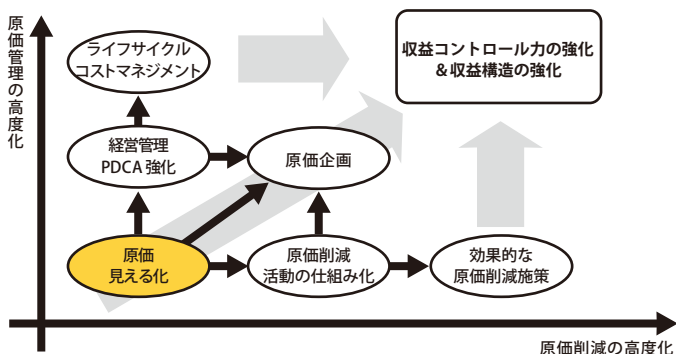 原価管理の高度化
ライフサイクル
コストマネジメント
収益コントロール力の強化
&収益構造の強化
経営管理
PDCA 強化
原価企画
原価
見える化
原価削減
活動の仕組み化
効果的な
原価削減施策
原価削減の高度化